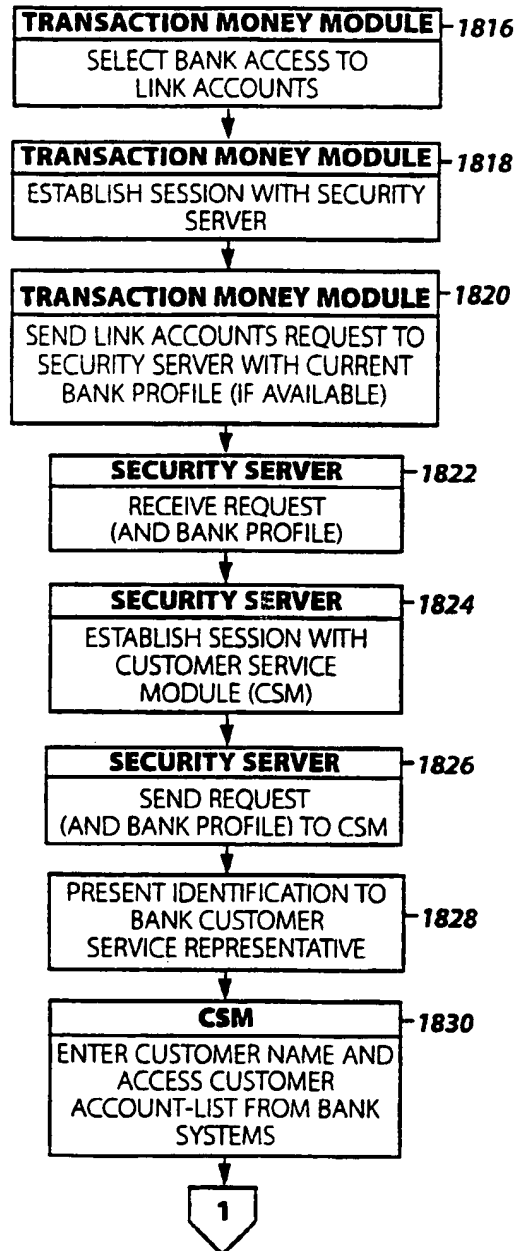 TRANSACTION MONEY MODULE 1816
SELECT BANK ACCESS TO
LINK ACCOUNTS
TRANSACTION MONEY MODULE 1818
ESTABLISH SESSION WITH SECURITY
SERVER
TRANSACTION MONEY MODULE 1820
SEND LINK ACCOUNTS REQUEST TO
SECURITY SERVER WITH CURRENT
BANK PROFILE (IF AVAILABLE)
SECURITY SERVER 1822
RECEIVE REQUEST
(AND BANK PROFILE)
SECURITY SERVER 1824
ESTABLISH SESSION WITH
CUSTOMER SERVICE
MODULE (CSM)
SECURITY SERVER 1826
SEND REQUEST
(AND BANK PROFILE) TO CSM
PRESENT IDENTIFICATION TO
BANK CUSTOMER 1828
SERVICE REPRESENTATIVE
CSM 1830
ENTER CUSTOMER NAME AND
ACCESS CUSTOMER
ACCOUNT-LIST FROM BANK
SYSTEMS
1